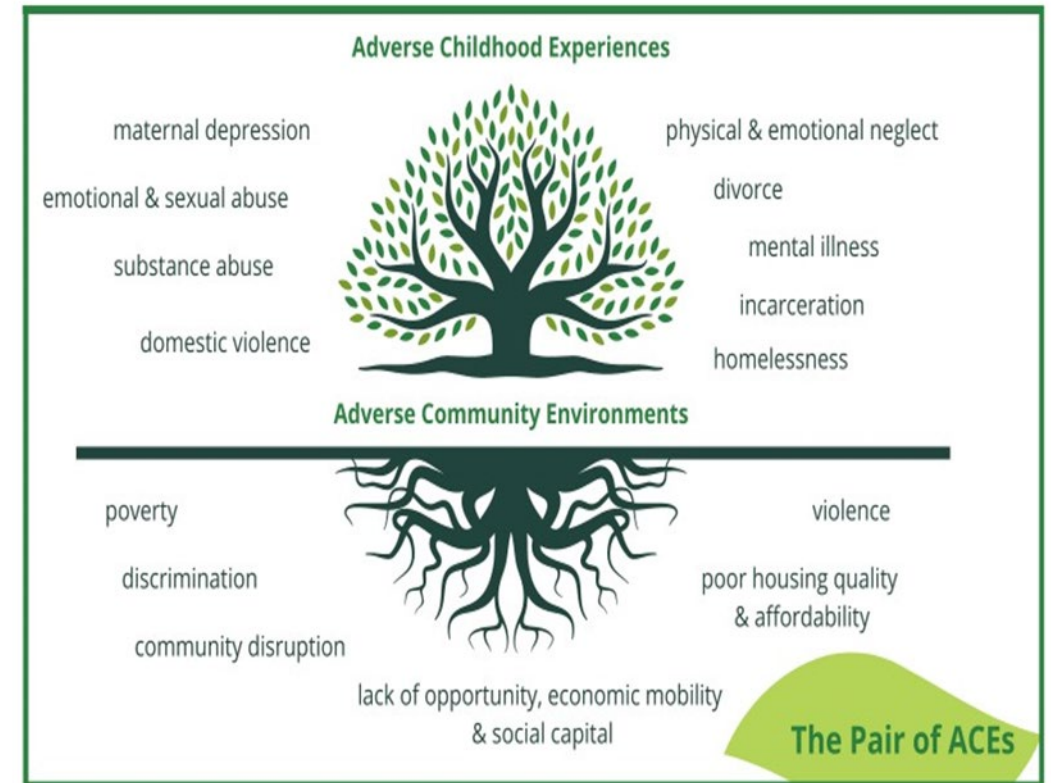 Adverse Childhood Experiences
maternal depression
emotional & sexual abuse
substance abuse
domestic violence
physical & emotional neglect
divorce
mental illness
incarceration
homelessness
Adverse Community Environments
poverty
discrimination
community disruption
violence
poor housing quality
& affordability
lack of opportunity, economic mobility
& social capital
The Pair of ACEs